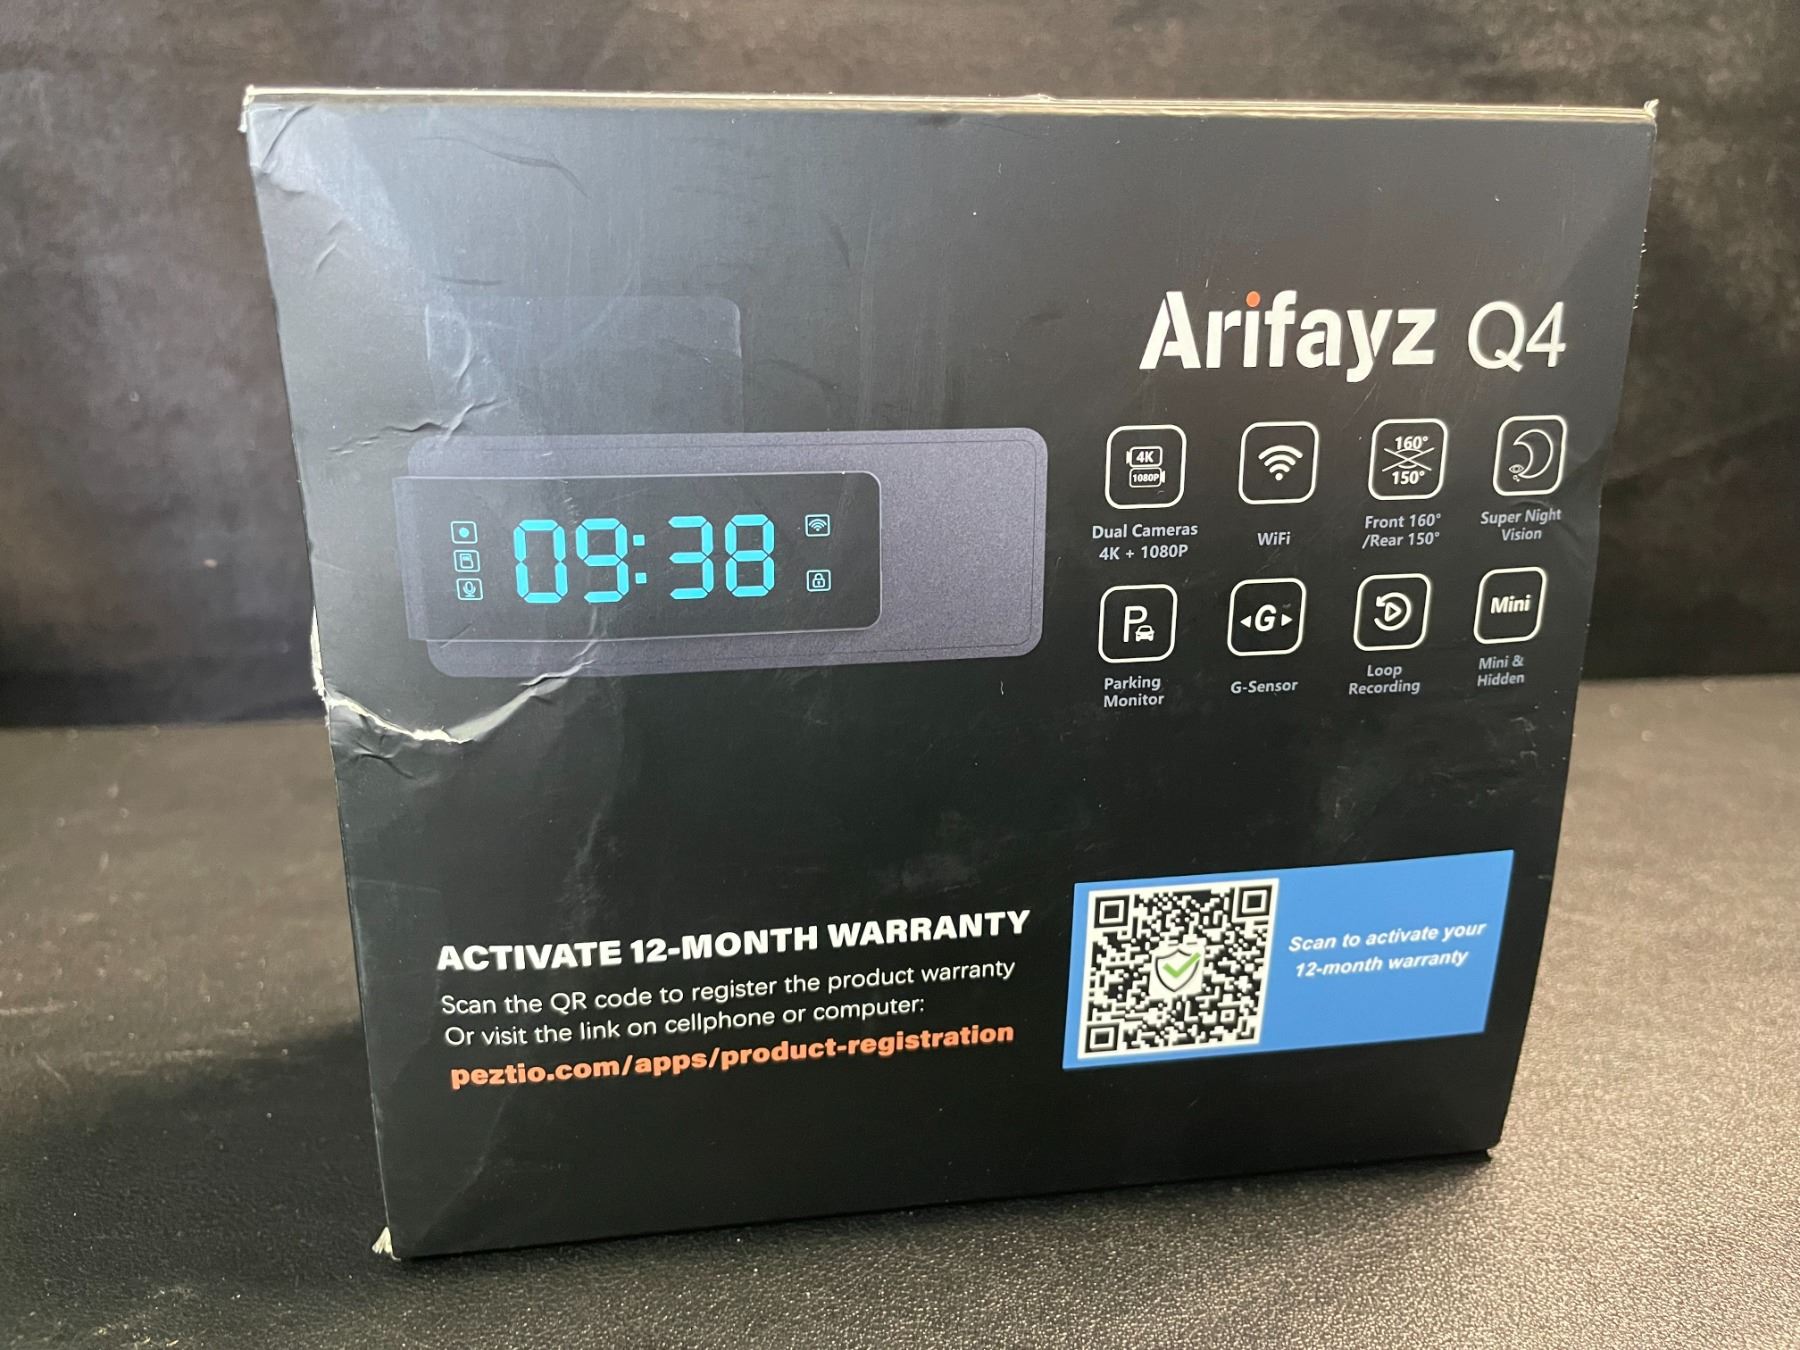 Arifayz Q4
09:38
4K
1080P
160°
150°
Dual Cameras
4K + 1080P
WiFi
Front 160°
/Rear 150°
Super Night
Vision
P
G
Mini
Parking
Monitor
G-Sensor
Loop
Recording
Mini &
Hidden
ACTIVATE 12-MONTH WARRANTY
Scan the QR code to register the product warranty
Or visit the link on cellphone or computer:
peztio.com/apps/product-registration
Scan to activate your
12-month warranty